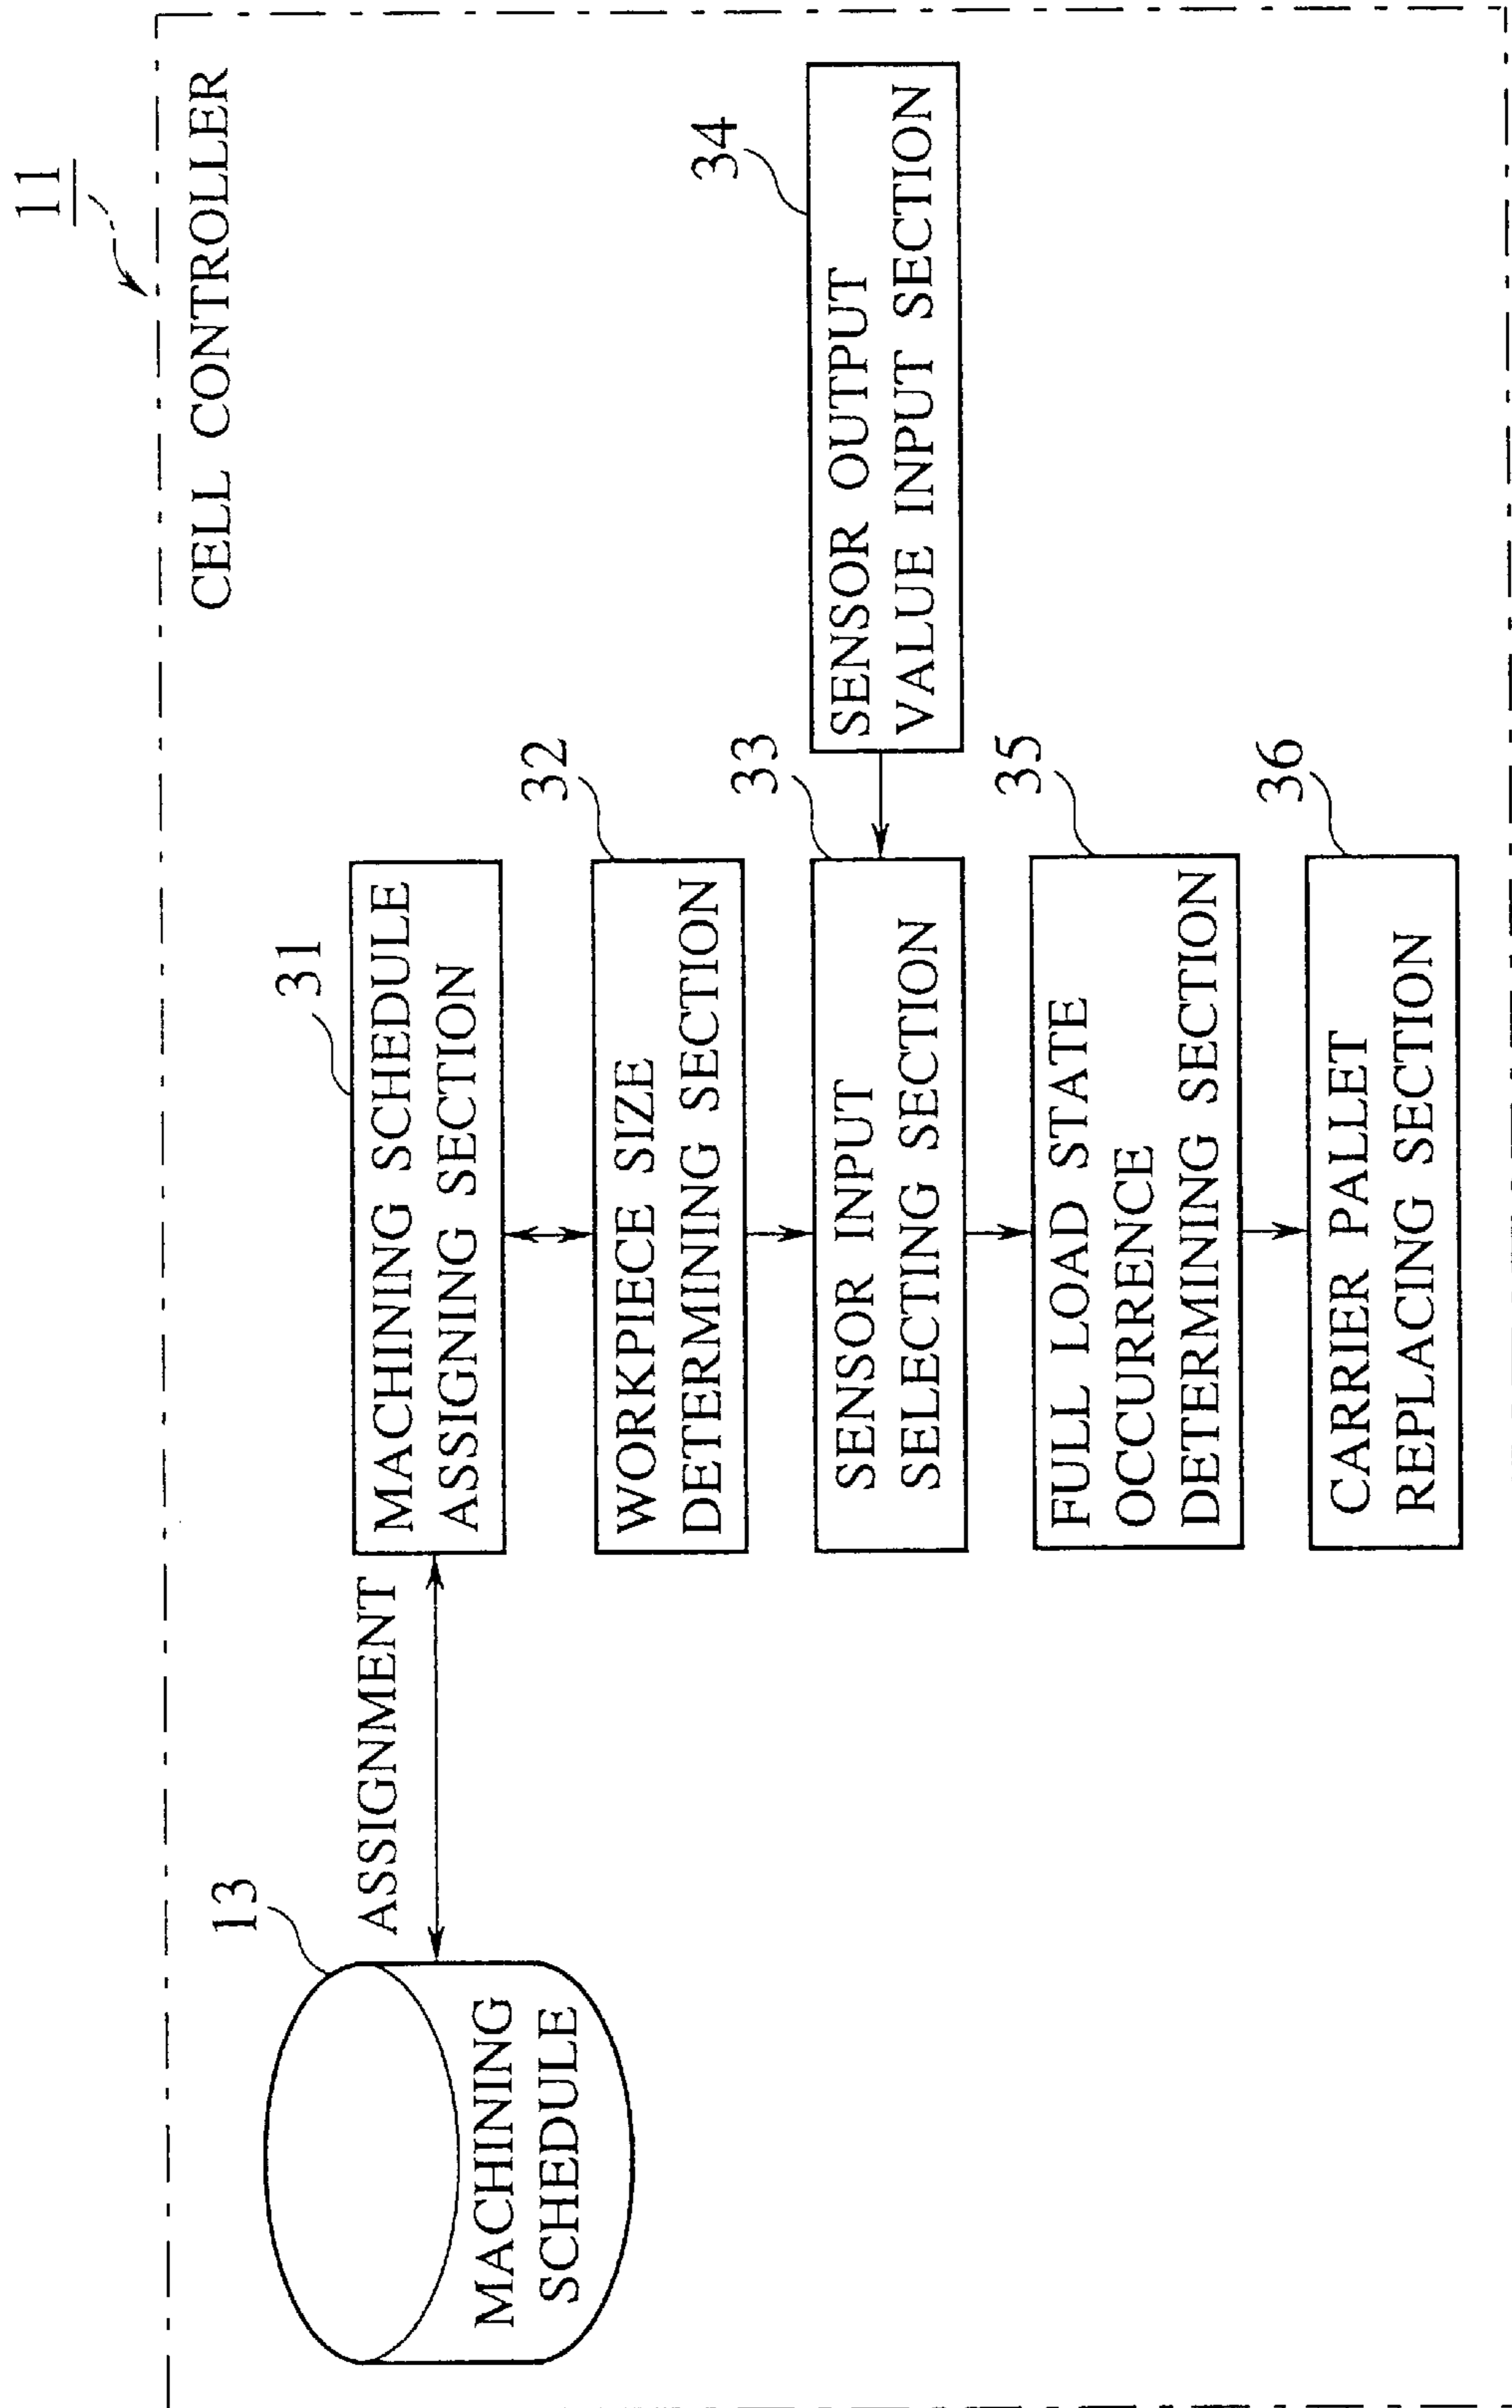 11
CELL CONTROLLER
13
MACHINING
SCHEDULE
ASSIGNMENT
31
MACHINING SCHEDULE
ASSIGNING SECTION
32
WORKPIECE SIZE
DETERMINING SECTION
33
SENSOR INPUT
SELECTING SECTION
34
SENSOR OUTPUT
VALUE INPUT SECTION
35
FULL LOAD STATE
OCCURRENCE
DETERMINING SECTION
36
CARRIER PALLET
REPLACING SECTION